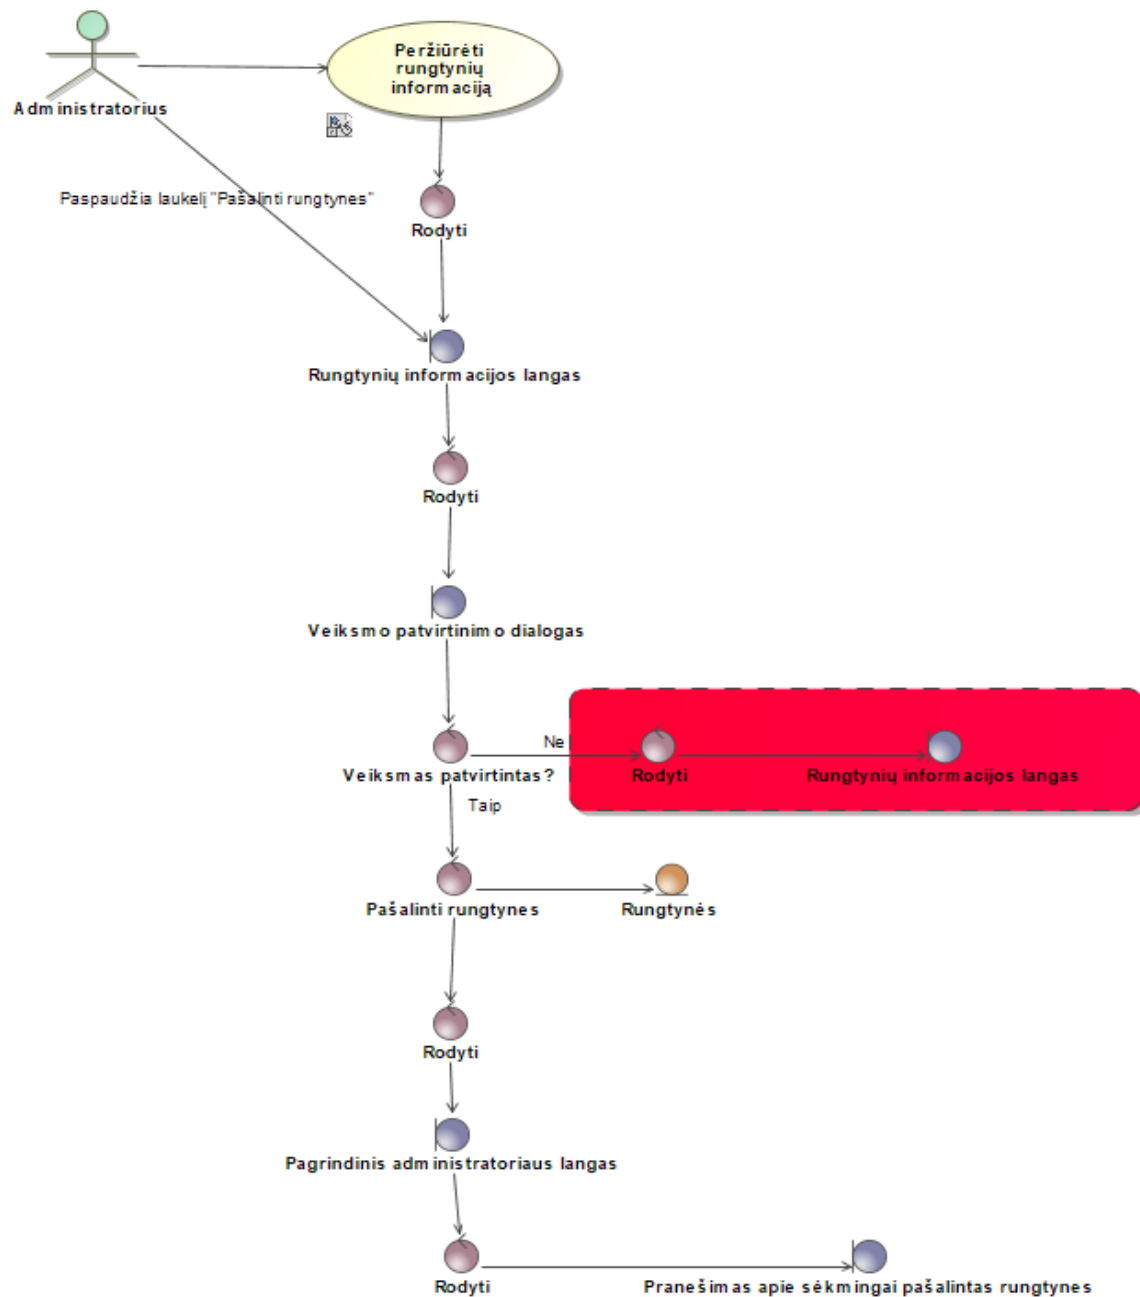 Peržiūrėti
rungtynių
informaciją
Administratorius
Paspaudžia laukelį "Pašalinti rungtynes"
Rodyti
Rungtynių informacijos langas
Rodyti
Veiksmo patvirtinimo dialogas
Ne
Veiksmas patvirtintas?
Rodyti
Rungtynių informacijos langas
Taip
Pašalinti rungtynes
Rungtynės
Rodyti
Pagrindinis administratoriaus langas
Rodyti
Pranešimas apie sėkmingai pašalintas rungtynes